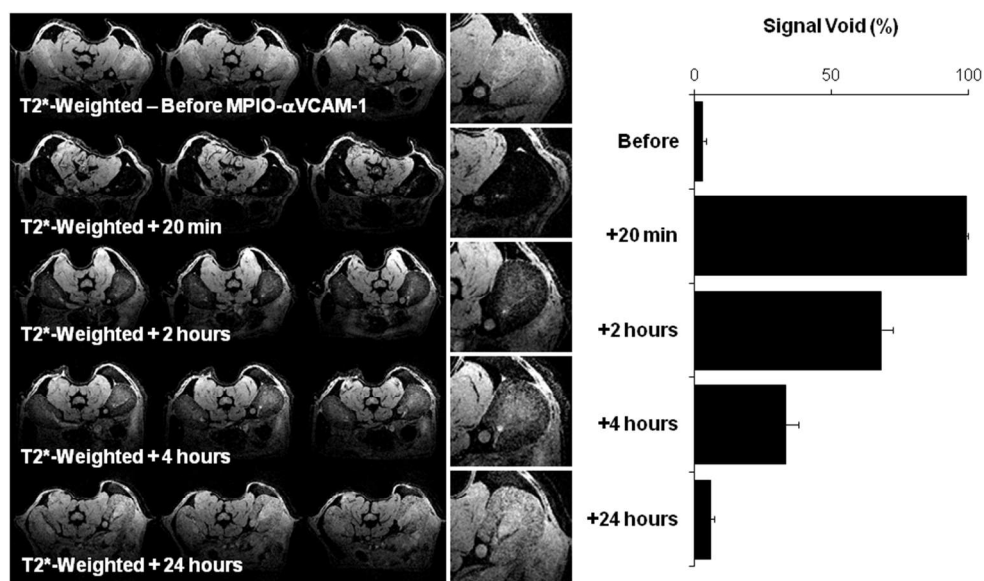 T2*-Weighted – Before MPIO-αVCAM-1
T2*-Weighted + 20 min
T2*-Weighted + 2 hours
T2*-Weighted + 4 hours
T2*-Weighted + 24 hours
Signal Void (%)
0 50 100
Before
+20 min
+2 hours
+4 hours
+24 hours